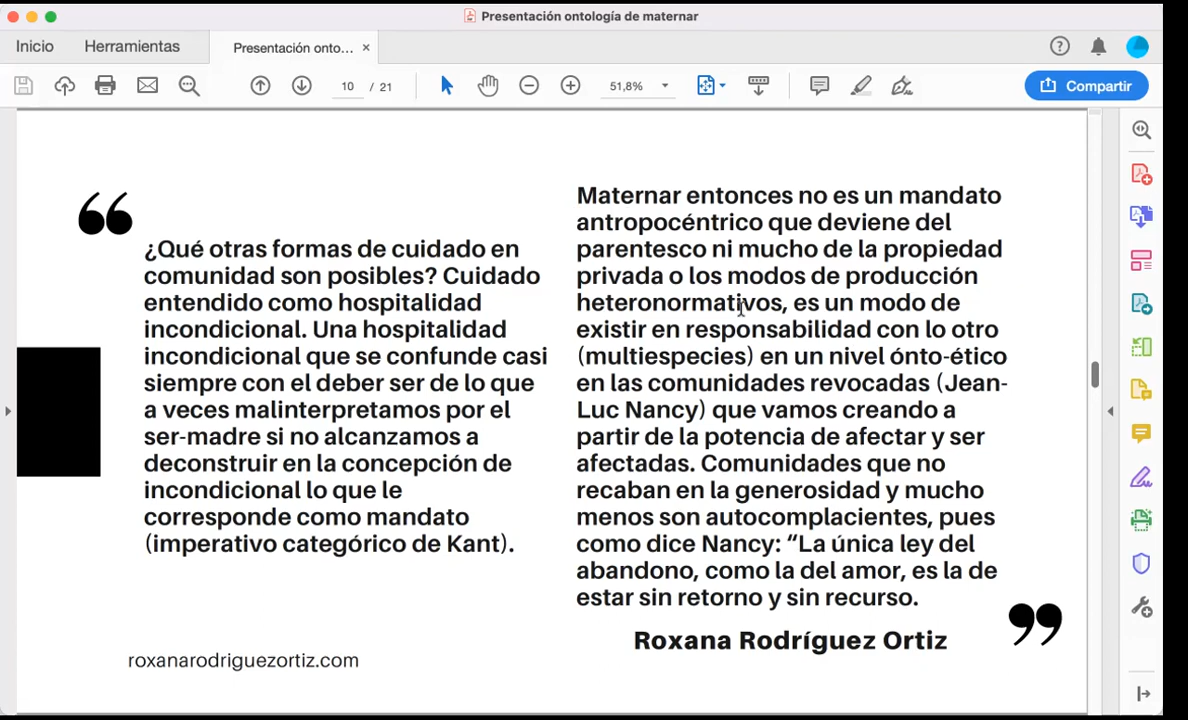 Presentación ontología de maternar
Inicio
Herramientas
Presentación onto... ×
10 / 21
51,8%
Compartir
“
¿Qué otras formas de cuidado en
comunidad son posibles? Cuidado
entendido como hospitalidad
incondicional. Una hospitalidad
incondicional que se confunde casi
siempre con el deber ser de lo que
a veces malinterpretamos por el
ser-madre si no alcanzamos a
deconstruir en la concepción de
incondicional lo que le
corresponde como mandato
(imperativo categórico de Kant).
Maternar entonces no es un mandato
antropocéntrico que deviene del
parentesco ni mucho de la propiedad
privada o los modos de producción
heteronormativos, es un modo de
existir en responsabilidad con lo otro
(multiespecies) en un nivel ónto-ético
en las comunidades revocadas (Jean-
Luc Nancy) que vamos creando a
partir de la potencia de afectar y ser
afectadas. Comunidades que no
recaban en la generosidad y mucho
menos son autocomplacientes, pues
como dice Nancy: “La única ley del
abandono, como la del amor, es la de
estar sin retorno y sin recurso.
”
Roxana Rodríguez Ortiz
roxanarodriguezortiz.com